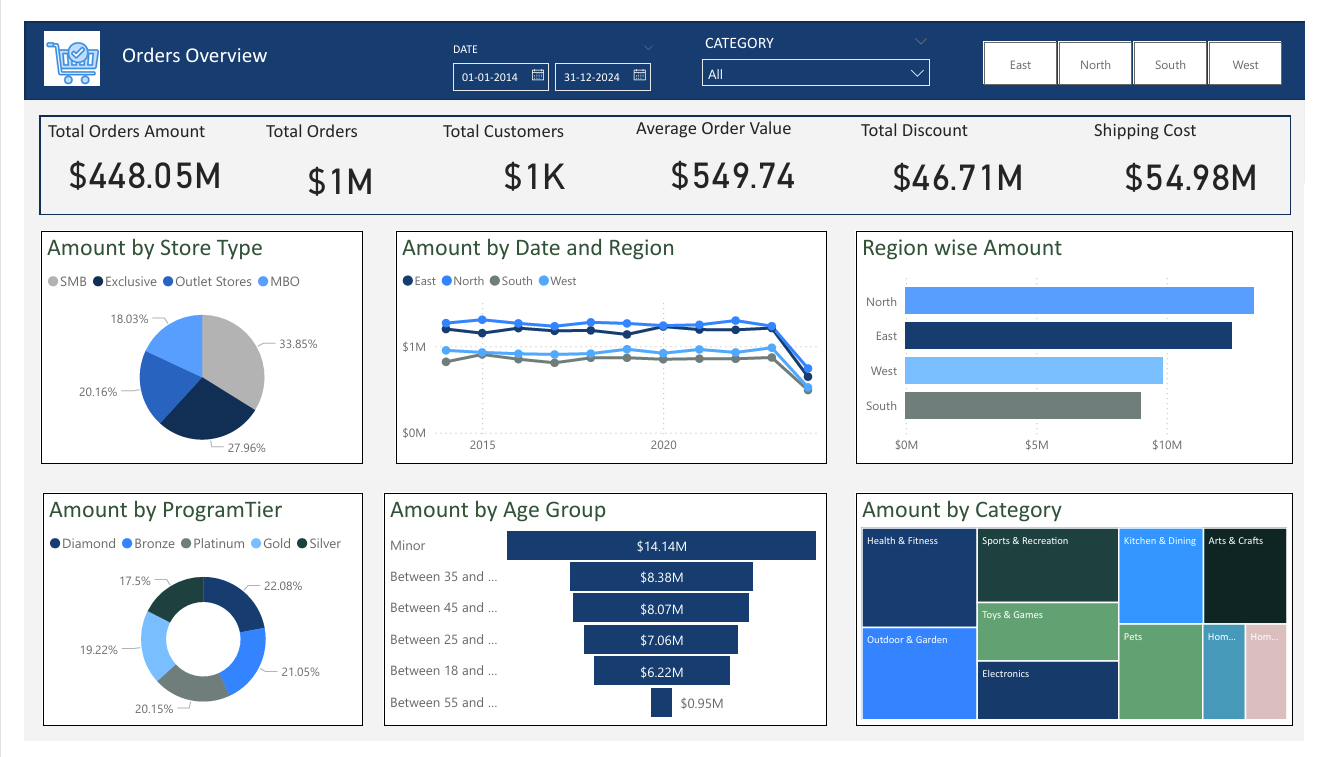 Orders Overview
DATE
01-01-2014
31-12-2024
CATEGORY
All
East
North
South
West
Total Orders Amount
$448.05M
Total Orders
$1M
Total Customers
$1K
Average Order Value
$549.74
Total Discount
$46.71M
Shipping Cost
$54.98M
Amount by Store Type
SMB Exclusive Outlet Stores MBO
18.03%
33.85%
20.16%
27.96%
Amount by Date and Region
East North South West
$1M
$0M
2015 2020
Region wise Amount
North
East
West
South
$0M $5M $10M
Amount by ProgramTier
Diamond Bronze Platinum Gold Silver
17.5%
22.08%
19.22%
21.05%
20.15%
Amount by Age Group
Minor $14.14M
Between 35 and ... $8.38M
Between 45 and ... $8.07M
Between 25 and ... $7.06M
Between 18 and ... $6.22M
Between 55 and ... $0.95M
Amount by Category
Health & Fitness
Outdoor & Garden
Sports & Recreation
Toys & Games
Electronics
Kitchen & Dining
Arts & Crafts
Pets
Hom...
Hom...